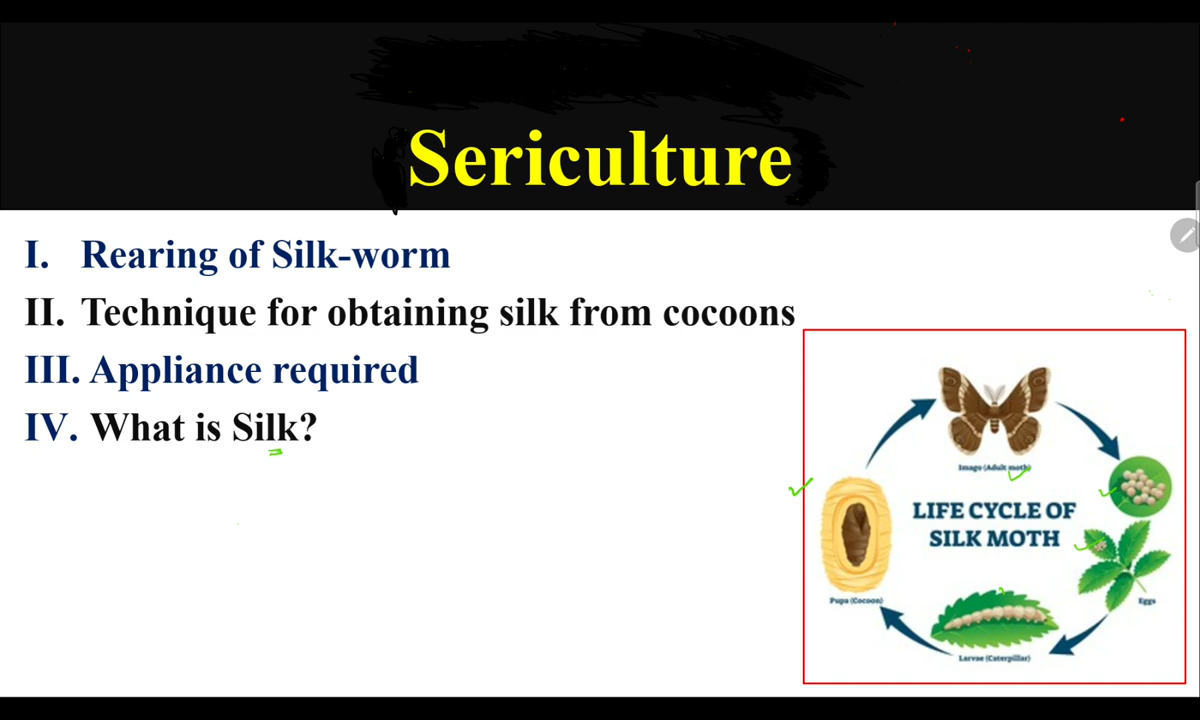 Sericulture
I. Rearing of Silk-worm
II. Technique for obtaining silk from cocoons
III. Appliance required
IV. What is Silk?
Imago (Adult moth)
LIFE CYCLE OF
SILK MOTH
Pupa (Cocoon)
Eggs
Larvae (Caterpillar)